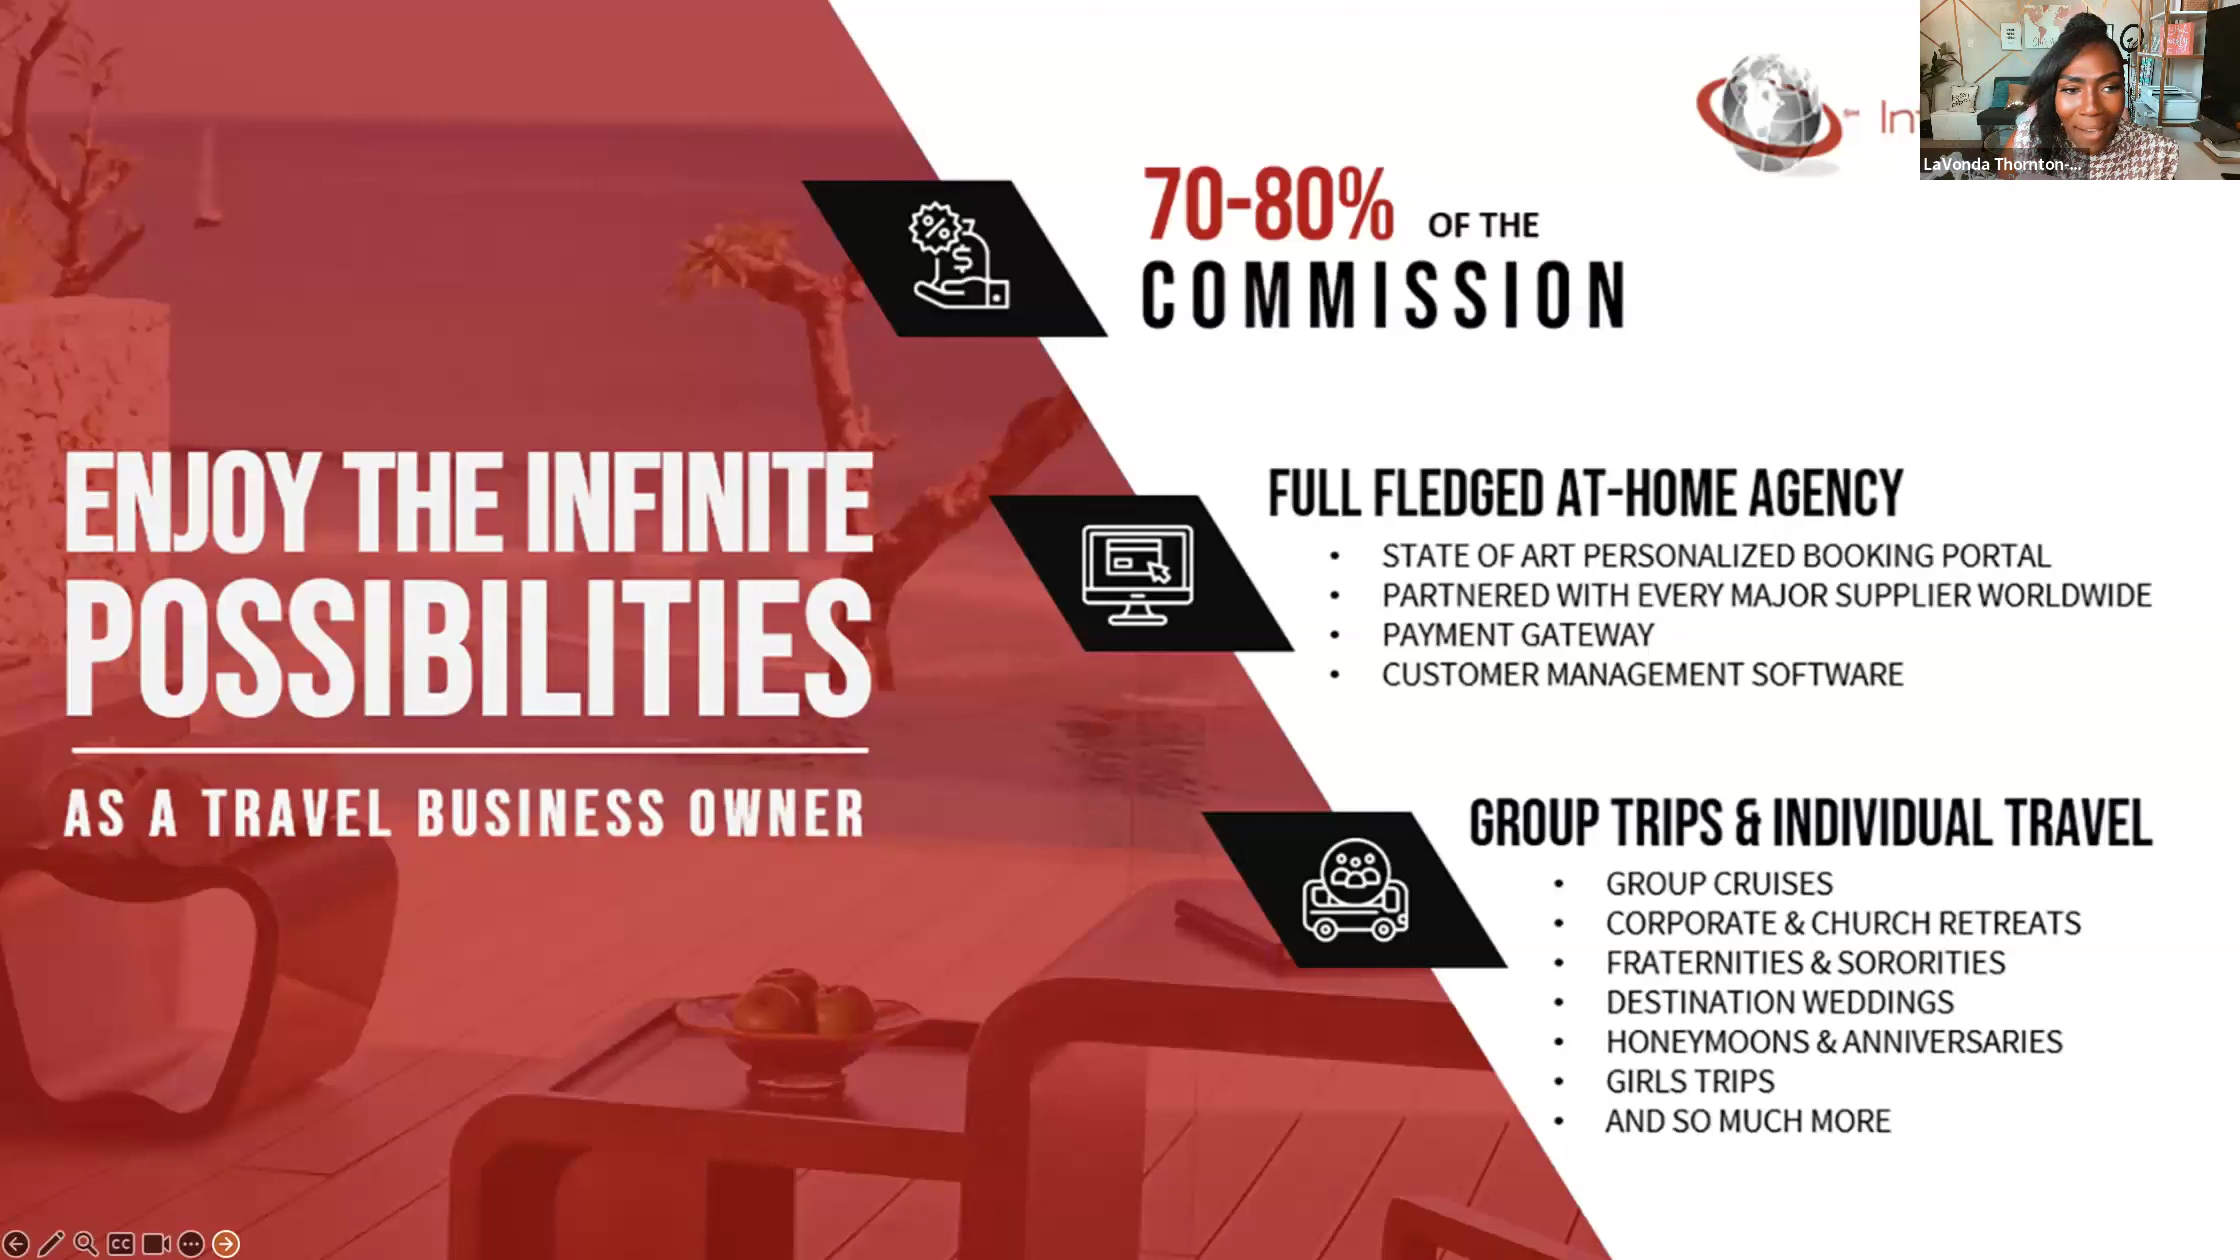 ENJOY THE INFINITE
POSSIBILITIES
AS A TRAVEL BUSINESS OWNER
70-80% OF THE
COMMISSION
FULL FLEDGED AT-HOME AGENCY
• STATE OF ART PERSONALIZED BOOKING PORTAL
• PARTNERED WITH EVERY MAJOR SUPPLIER WORLDWIDE
• PAYMENT GATEWAY
• CUSTOMER MANAGEMENT SOFTWARE
GROUP TRIPS & INDIVIDUAL TRAVEL
• GROUP CRUISES
• CORPORATE & CHURCH RETREATS
• FRATERNITIES & SORORITIES
• DESTINATION WEDDINGS
• HONEYMOONS & ANNIVERSARIES
• GIRLS TRIPS
• AND SO MUCH MORE
LaVonda Thornton-...
CC